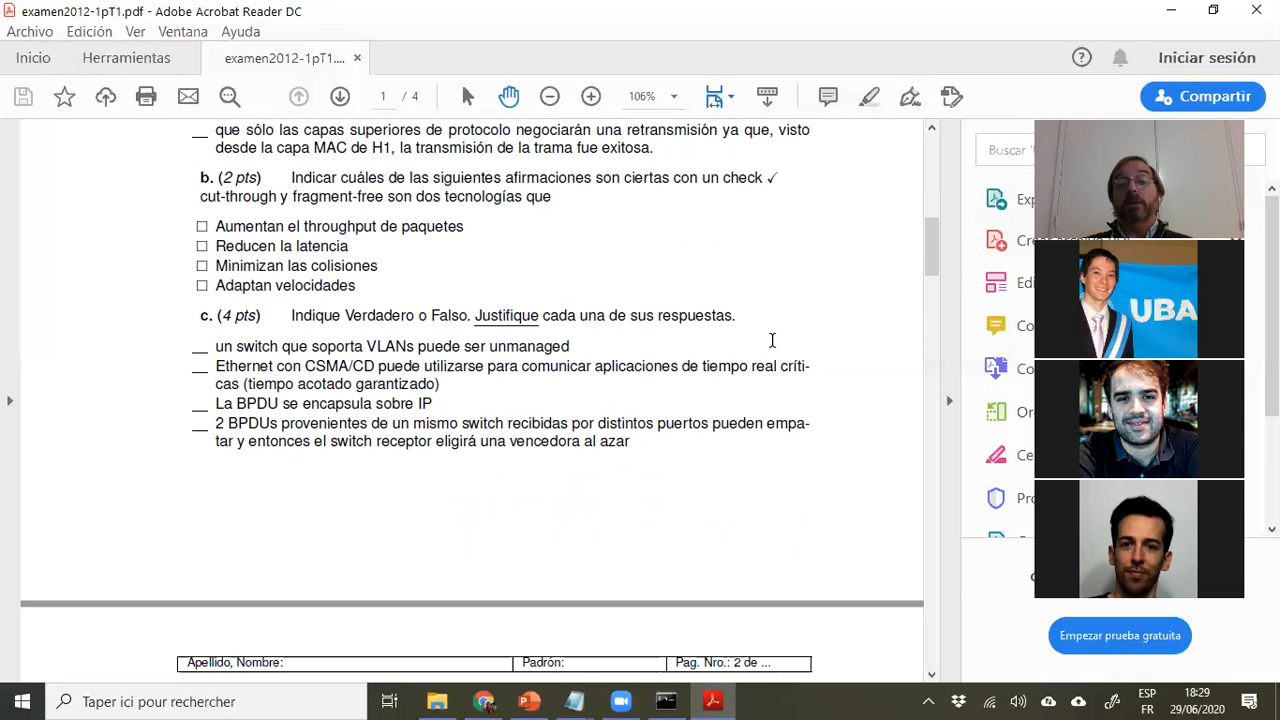 examen2012-1pT1.pdf - Adobe Acrobat Reader DC
Archivo Edición Ver Ventana Ayuda
Inicio Herramientas examen2012-1pT1.... × Iniciar sesión
1 / 4 106% Compartir
que sólo las capas superiores de protocolo negociarán una retransmisión ya que, visto
desde la capa MAC de H1, la transmisión de la trama fue exitosa.
b. (2 pts) Indicar cuáles de las siguientes afirmaciones son ciertas con un check ✓
cut-through y fragment-free son dos tecnologías que
□ Aumentan el throughput de paquetes
□ Reducen la latencia
□ Minimizan las colisiones
□ Adaptan velocidades
c. (4 pts) Indique Verdadero o Falso. Justifique cada una de sus respuestas.
__ un switch que soporta VLANs puede ser unmanaged
__ Ethernet con CSMA/CD puede utilizarse para comunicar aplicaciones de tiempo real críti-
cas (tiempo acotado garantizado)
__ La BPDU se encapsula sobre IP
__ 2 BPDUs provenientes de un mismo switch recibidas por distintos puertos pueden empa-
tar y entonces el switch receptor eligirá una vencedora al azar
Apellido, Nombre: Padrón: Pag. Nro.: 2 de ...
Buscar
Exp
Edi
Co
Co
Or
Ce
Pro
UBA
Empezar prueba gratuita
Taper ici pour rechercher
ESP
FR
18:29
29/06/2020